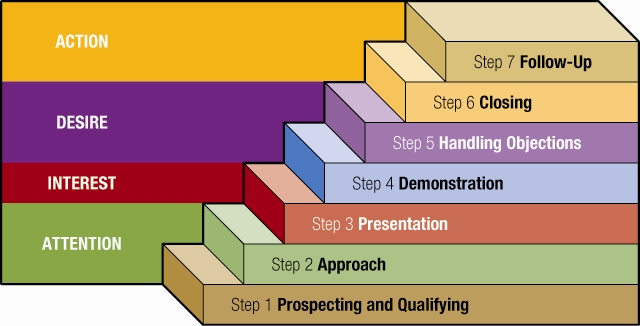 ACTION
Step 7 Follow-Up
Step 6 Closing
DESIRE
Step 5 Handling Objections
INTEREST
Step 4 Demonstration
Step 3 Presentation
ATTENTION
Step 2 Approach
Step 1 Prospecting and Qualifying